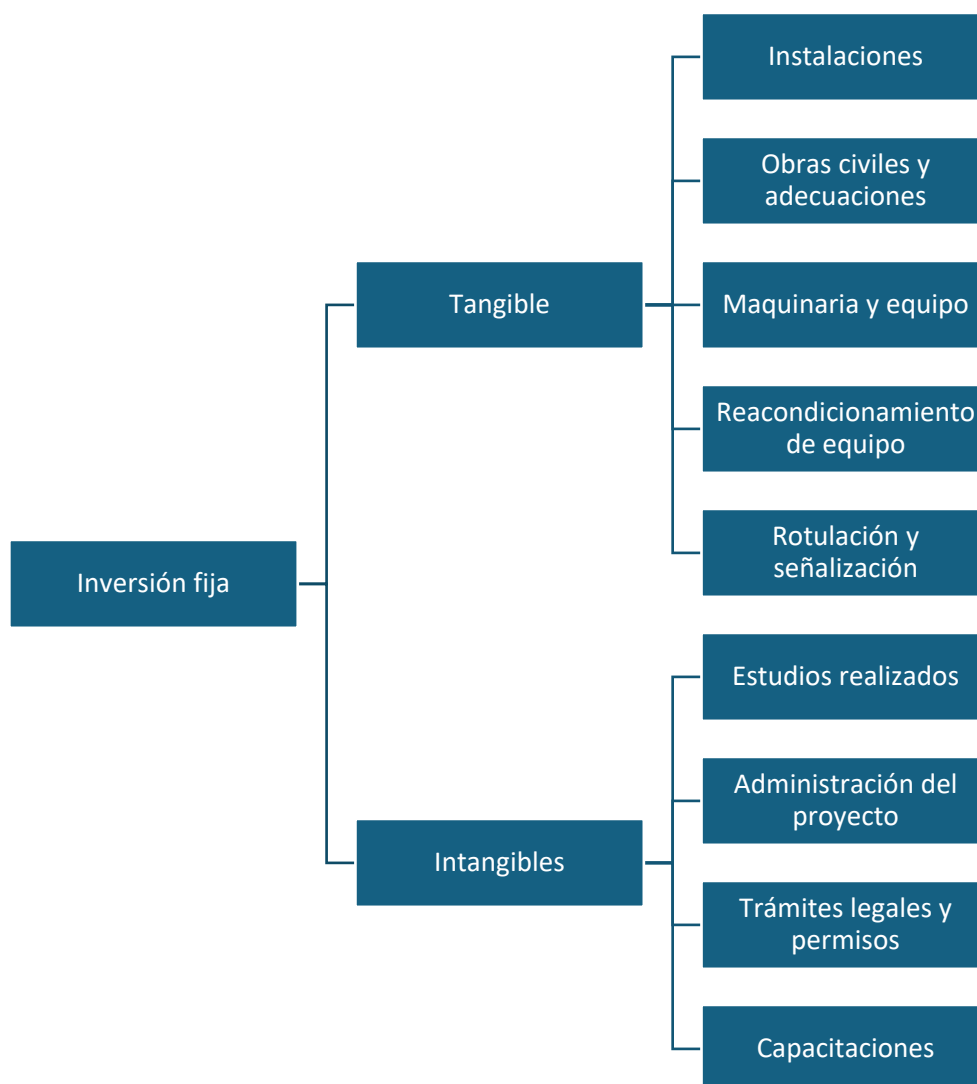 Inversión fija
Tangible
Instalaciones
Obras civiles y
adecuaciones
Maquinaria y equipo
Reacondicionamiento
de equipo
Rotulación y
señalización
Intangibles
Estudios realizados
Administración del
proyecto
Trámites legales y
permisos
Capacitaciones